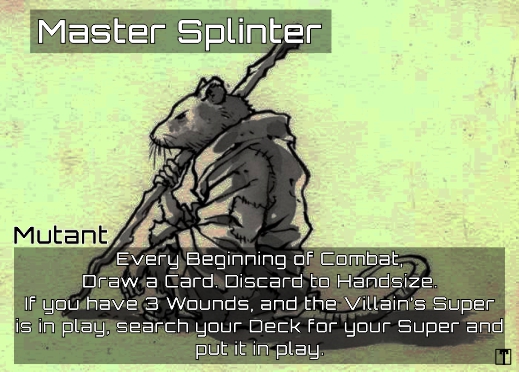 Master Splinter
Mutant
Every Beginning of Combat,
Draw a Card. Discard to Handsize.
If you have 3 Wounds, and the Villain's Super
is in play, search your Deck for your Super and
put it in play.
T